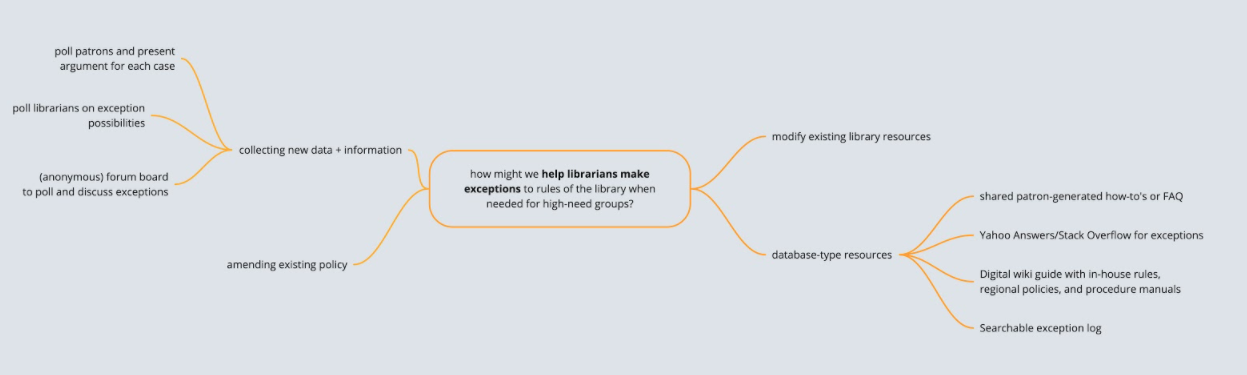 poll patrons and present
argument for each case
poll librarians on exception
possibilities
(anonymous) forum board
to poll and discuss exceptions
collecting new data + information
amending existing policy
how might we help librarians make
exceptions to rules of the library when
needed for high-need groups?
modify existing library resources
database-type resources
shared patron-generated how-to's or FAQ
Yahoo Answers/Stack Overflow for exceptions
Digital wiki guide with in-house rules,
regional policies, and procedure manuals
Searchable exception log